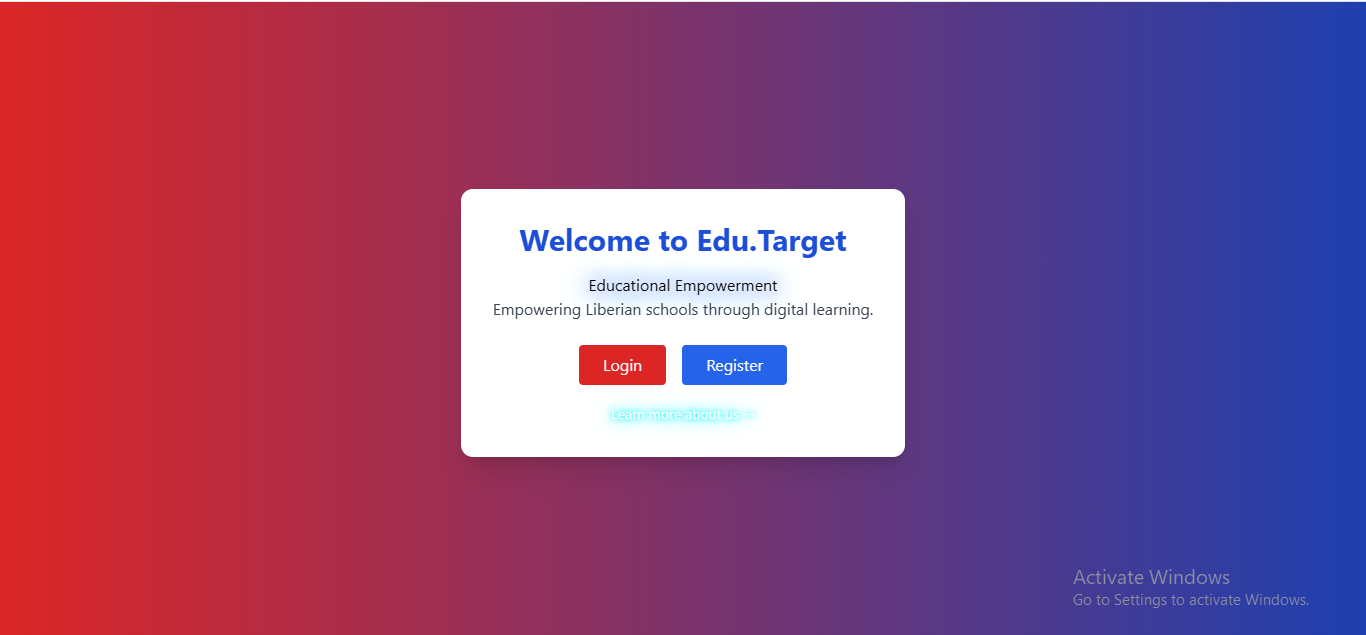 Welcome to Edu.Target
Educational Empowerment
Empowering Liberian schools through digital learning.
Login
Register
Learn more about us →
Activate Windows
Go to Settings to activate Windows.